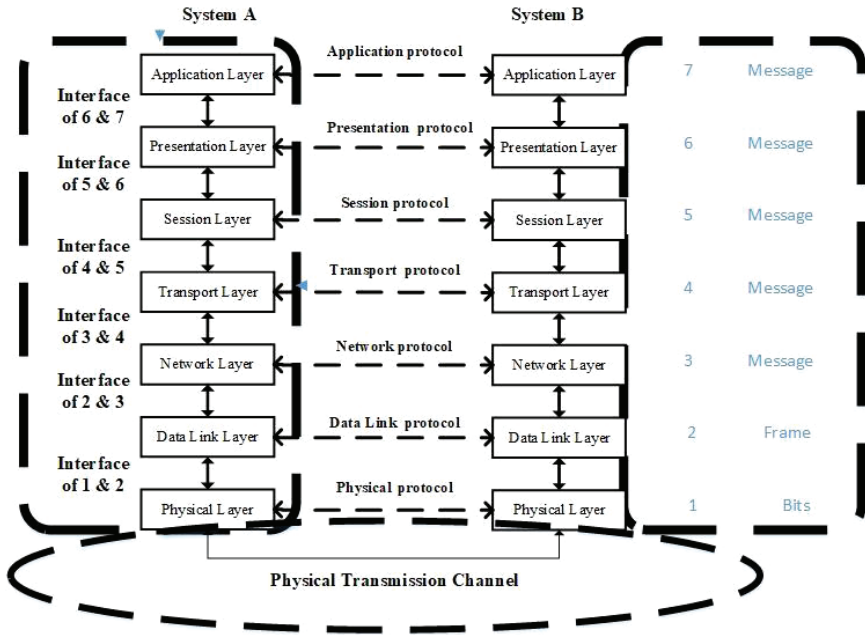 System A
System B
Application protocol
Application Layer
Application Layer
7 Message
Interface
of 6 & 7
Presentation protocol
Presentation Layer
Presentation Layer
6 Message
Interface
of 5 & 6
Session protocol
Session Layer
Session Layer
5 Message
Interface
of 4 & 5
Transport protocol
Transport Layer
Transport Layer
4 Message
Interface
of 3 & 4
Network protocol
Network Layer
Network Layer
3 Message
Interface
of 2 & 3
Data Link protocol
Data Link Layer
Data Link Layer
2 Frame
Interface
of 1 & 2
Physical protocol
Physical Layer
Physical Layer
1 Bits
Physical Transmission Channel